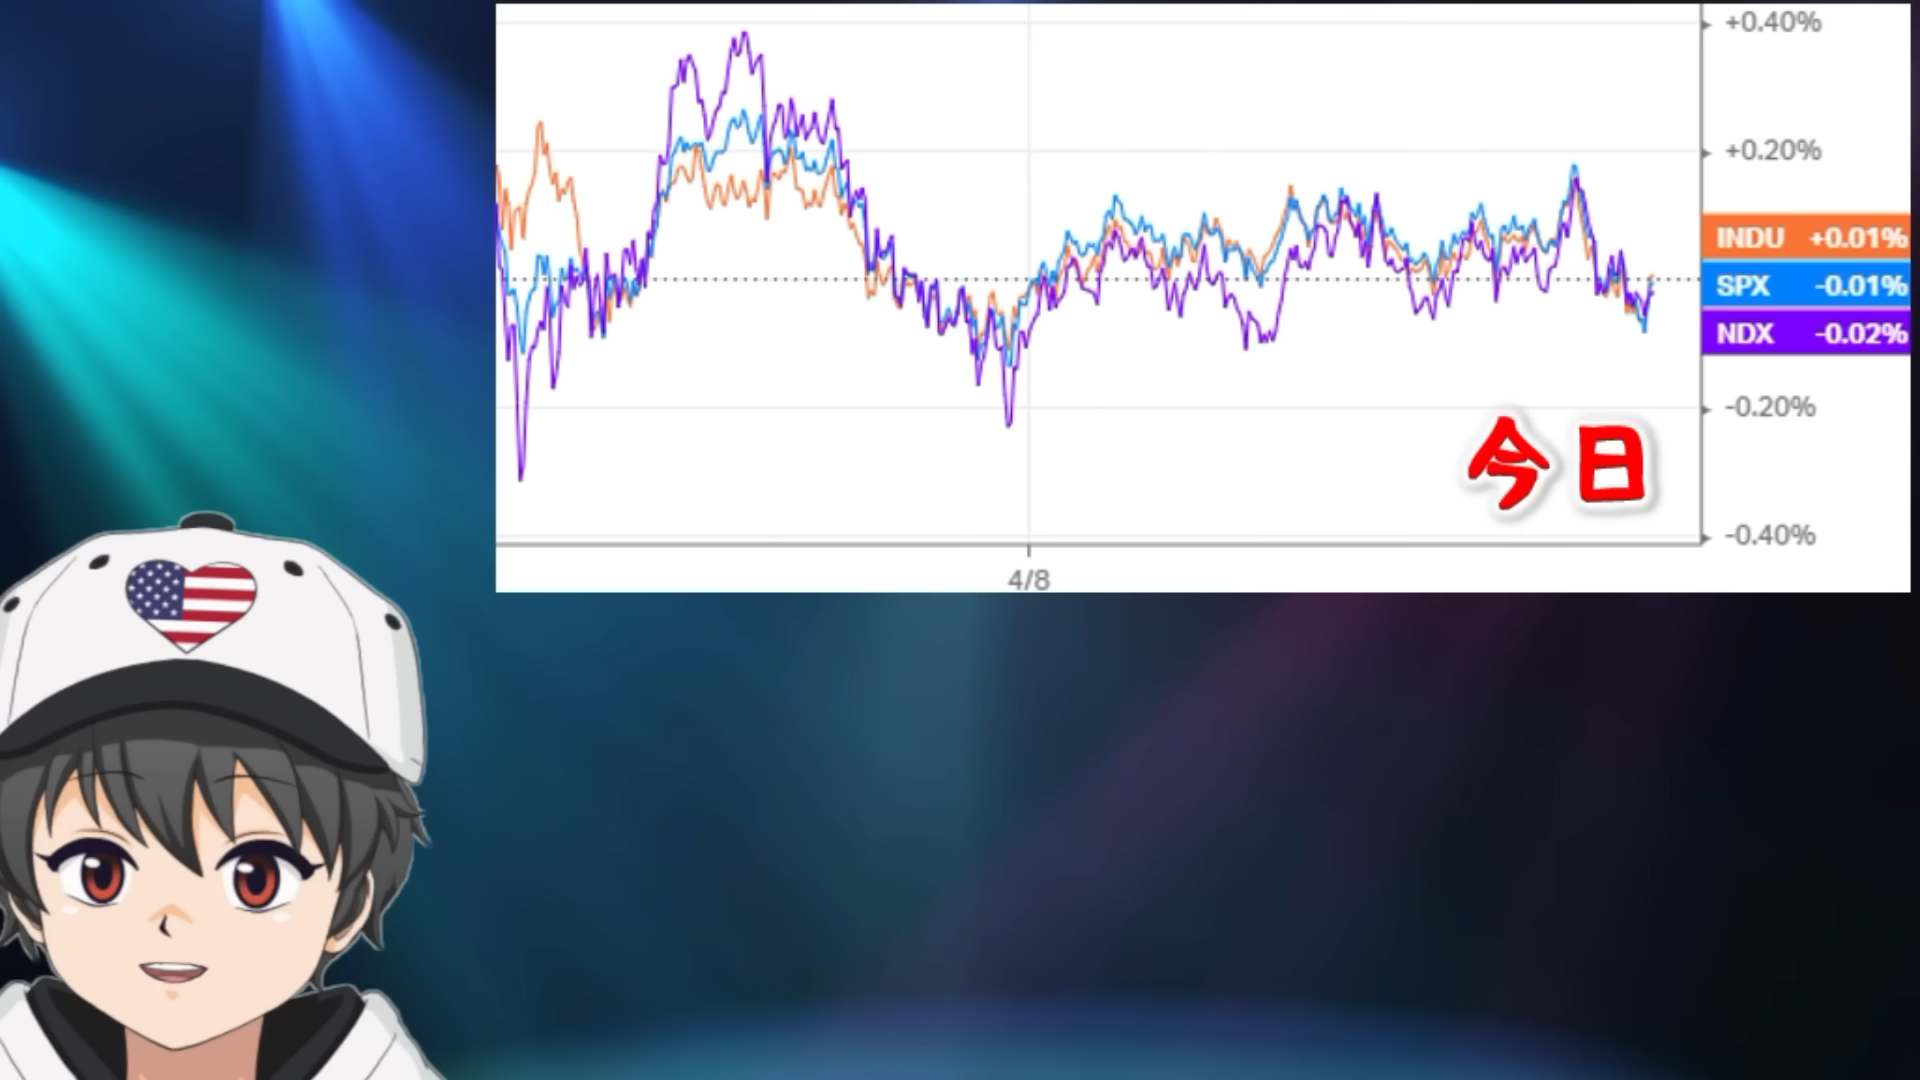 +0.40%
+0.20%
INDU +0.01%
SPX -0.01%
NDX -0.02%
-0.20%
今日
-0.40%
4/8